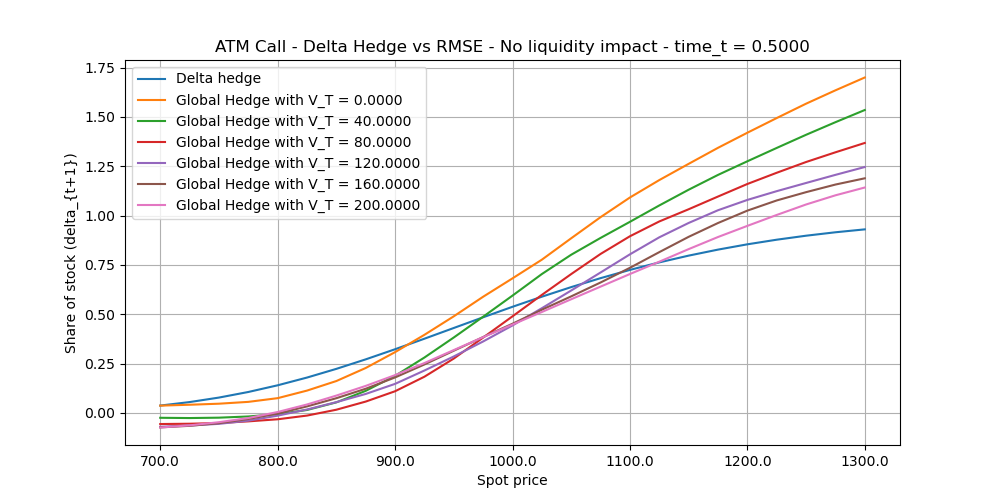 ATM Call - Delta Hedge vs RMSE - No liquidity impact - time_t = 0.5000
Delta hedge
Global Hedge with V_T = 0.0000
Global Hedge with V_T = 40.0000
Global Hedge with V_T = 80.0000
Global Hedge with V_T = 120.0000
Global Hedge with V_T = 160.0000
Global Hedge with V_T = 200.0000
Share of stock (delta_{t+1})
1.75
1.50
1.25
1.00
0.75
0.50
0.25
0.00
700.0 800.0 900.0 1000.0 1100.0 1200.0 1300.0
Spot price